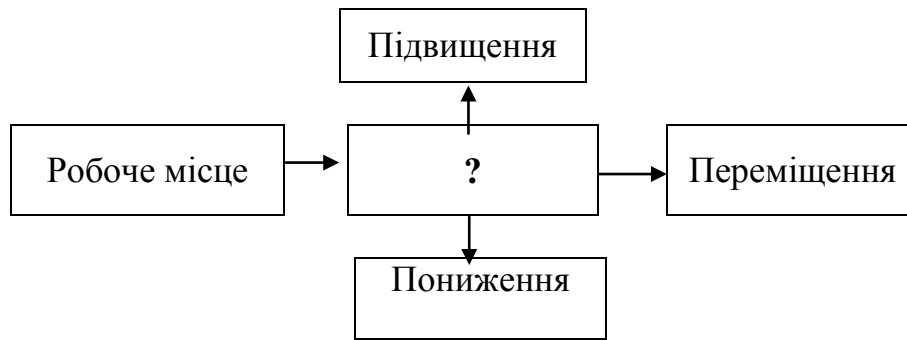 Підвищення
Робоче місце
?
Переміщення
Пониження